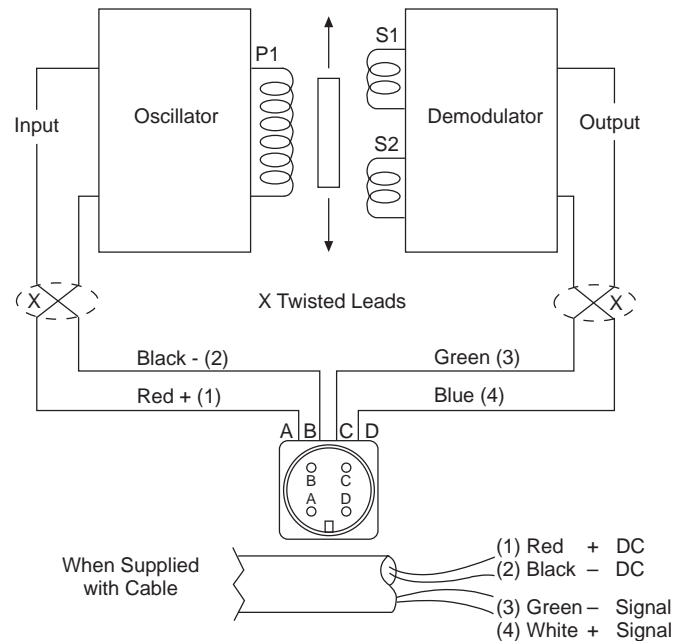 P1
S1
Input
Oscillator
Demodulator
Output
S2
X
X Twisted Leads
X
Black - (2)
Green (3)
Red + (1)
Blue (4)
A B C D
B C
A D
When Supplied
with Cable
(1) Red + DC
(2) Black – DC
(3) Green – Signal
(4) White + Signal